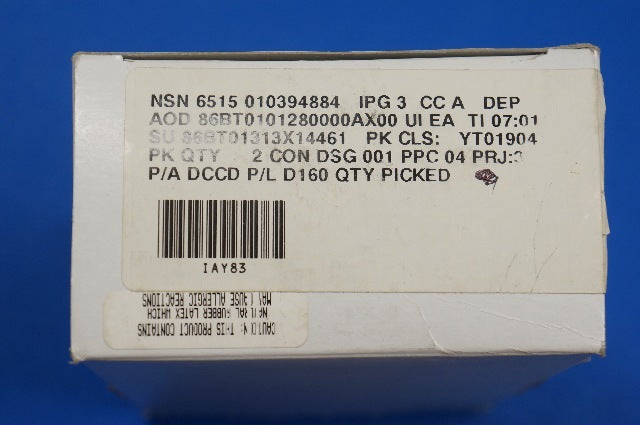 NSN 6515 010394884 IPG 3 CC A DEP
AOD 86BT0101280000AX00 UI EA TI 07:01
SU 86BT01313X14461 PK CLS: YT01904
PK QTY 2 CON DSG 001 PPC 04 PRJ:3
P/A DCCD P/L D160 QTY PICKED
IAY83
CAUTION: THIS PRODUCT CONTAINS
NATURAL RUBBER LATEX WHICH
MAY CAUSE ALLERGIC REACTIONS